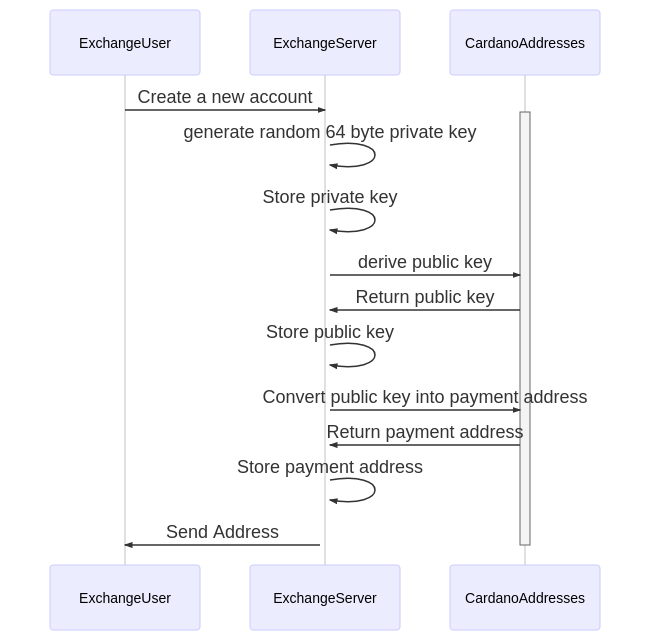 ExchangeUser
ExchangeServer
CardanoAddresses
Create a new account
generate random 64 byte private key
Store private key
derive public key
Return public key
Store public key
Convert public key into payment address
Return payment address
Store payment address
Send Address
ExchangeUser
ExchangeServer
CardanoAddresses